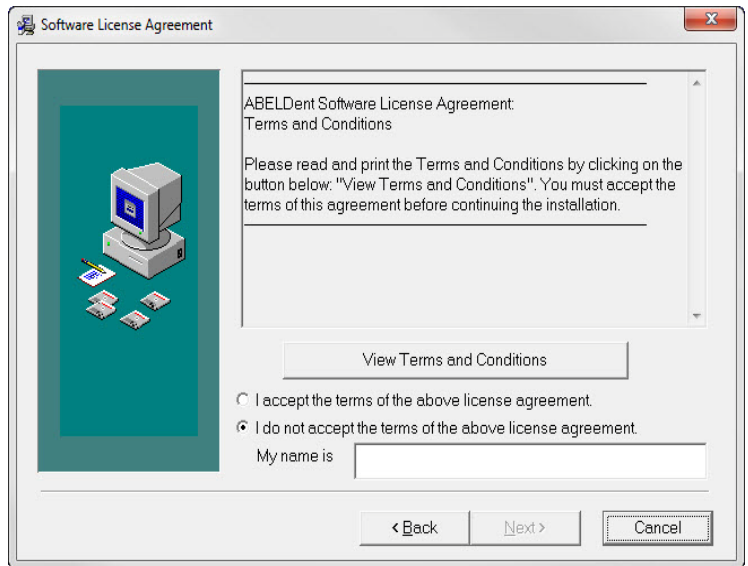 Software License Agreement
ABELDent Software License Agreement:
Terms and Conditions
Please read and print the Terms and Conditions by clicking on the
button below: "View Terms and Conditions". You must accept the
terms of this agreement before continuing the installation.
View Terms and Conditions
I accept the terms of the above license agreement.
I do not accept the terms of the above license agreement.
My name is
< Back Next > Cancel